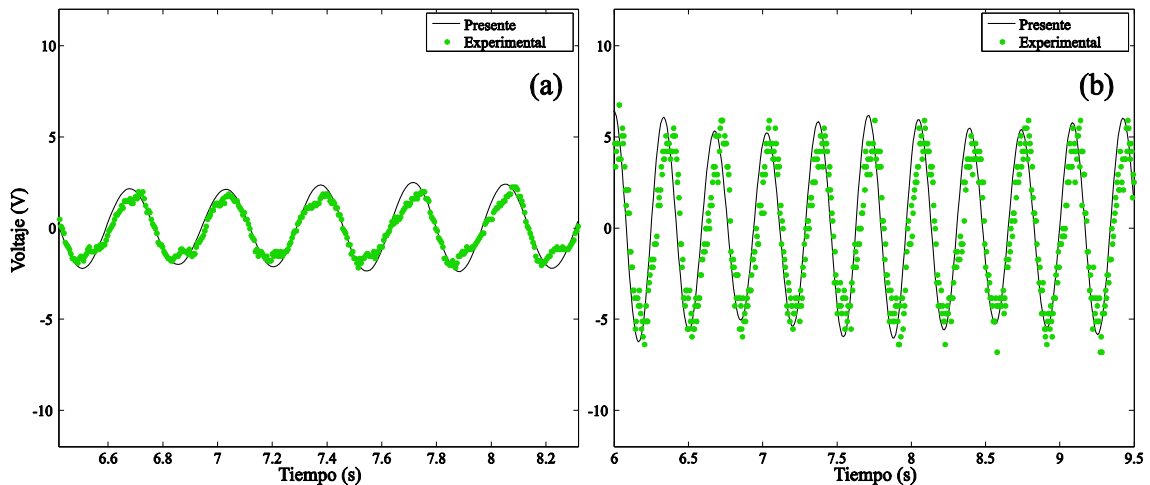 Presente
Experimental
(a)
10
5
0
-5
-10
Voltaje (V)
6.6 6.8 7 7.2 7.4 7.6 7.8 8 8.2
Tiempo (s)
Presente
Experimental
(b)
10
5
0
-5
-10
6 6.5 7 7.5 8 8.5 9 9.5
Tiempo (s)